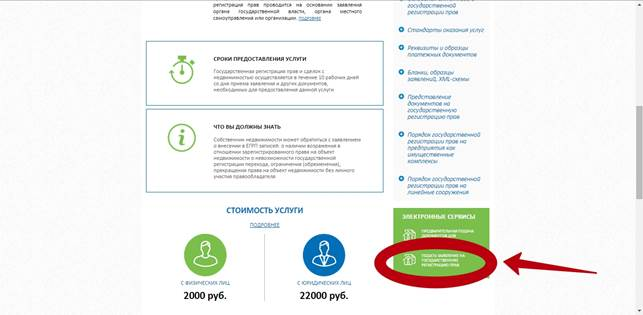 регистрация прав проводится на основании заявления
органа государственной власти, органа местного
самоуправления или организации. подробнее
СРОКИ ПРЕДОСТАВЛЕНИЯ УСЛУГИ
Государственная регистрация прав и сделок с
недвижимостью осуществляется в течение 10 рабочих дней
со дня приема заявления и других документов,
необходимых для предоставления данной услуги
ЧТО ВЫ ДОЛЖНЫ ЗНАТЬ
Собственник недвижимости может обратиться с заявлением
о внесении в ЕГРП записей о наличии возражения в
отношении зарегистрированного права на объект
недвижимости о невозможности государственной
регистрации перехода, ограничения (обременения),
прекращения права на объект недвижимости без личного
участия правообладателя
СТОИМОСТЬ УСЛУГИ
ПОДРОБНЕЕ
С ФИЗИЧЕСКИХ ЛИЦ
2000 руб.
С ЮРИДИЧЕСКИХ ЛИЦ
22000 руб.
государственной
регистрации прав
Стандарты оказания услуг
Реквизиты и образцы
платежных документов
Бланки, образцы
заявлений, XML-схемы
Представление
документов на
государственную
регистрацию прав
Порядок государственной
регистрации прав на
предприятия как
имущественные
комплексы
Порядок государственной
регистрации прав на
линейные сооружения
ЭЛЕКТРОННЫЕ СЕРВИСЫ
ПРЕДВАРИТЕЛЬНАЯ ПОДАЧА
ДОКУМЕНТОВ ДЛЯ
ПОДАТЬ ЗАЯВЛЕНИЕ НА
ГОСУДАРСТВЕННУЮ
РЕГИСТРАЦИЮ ПРАВ